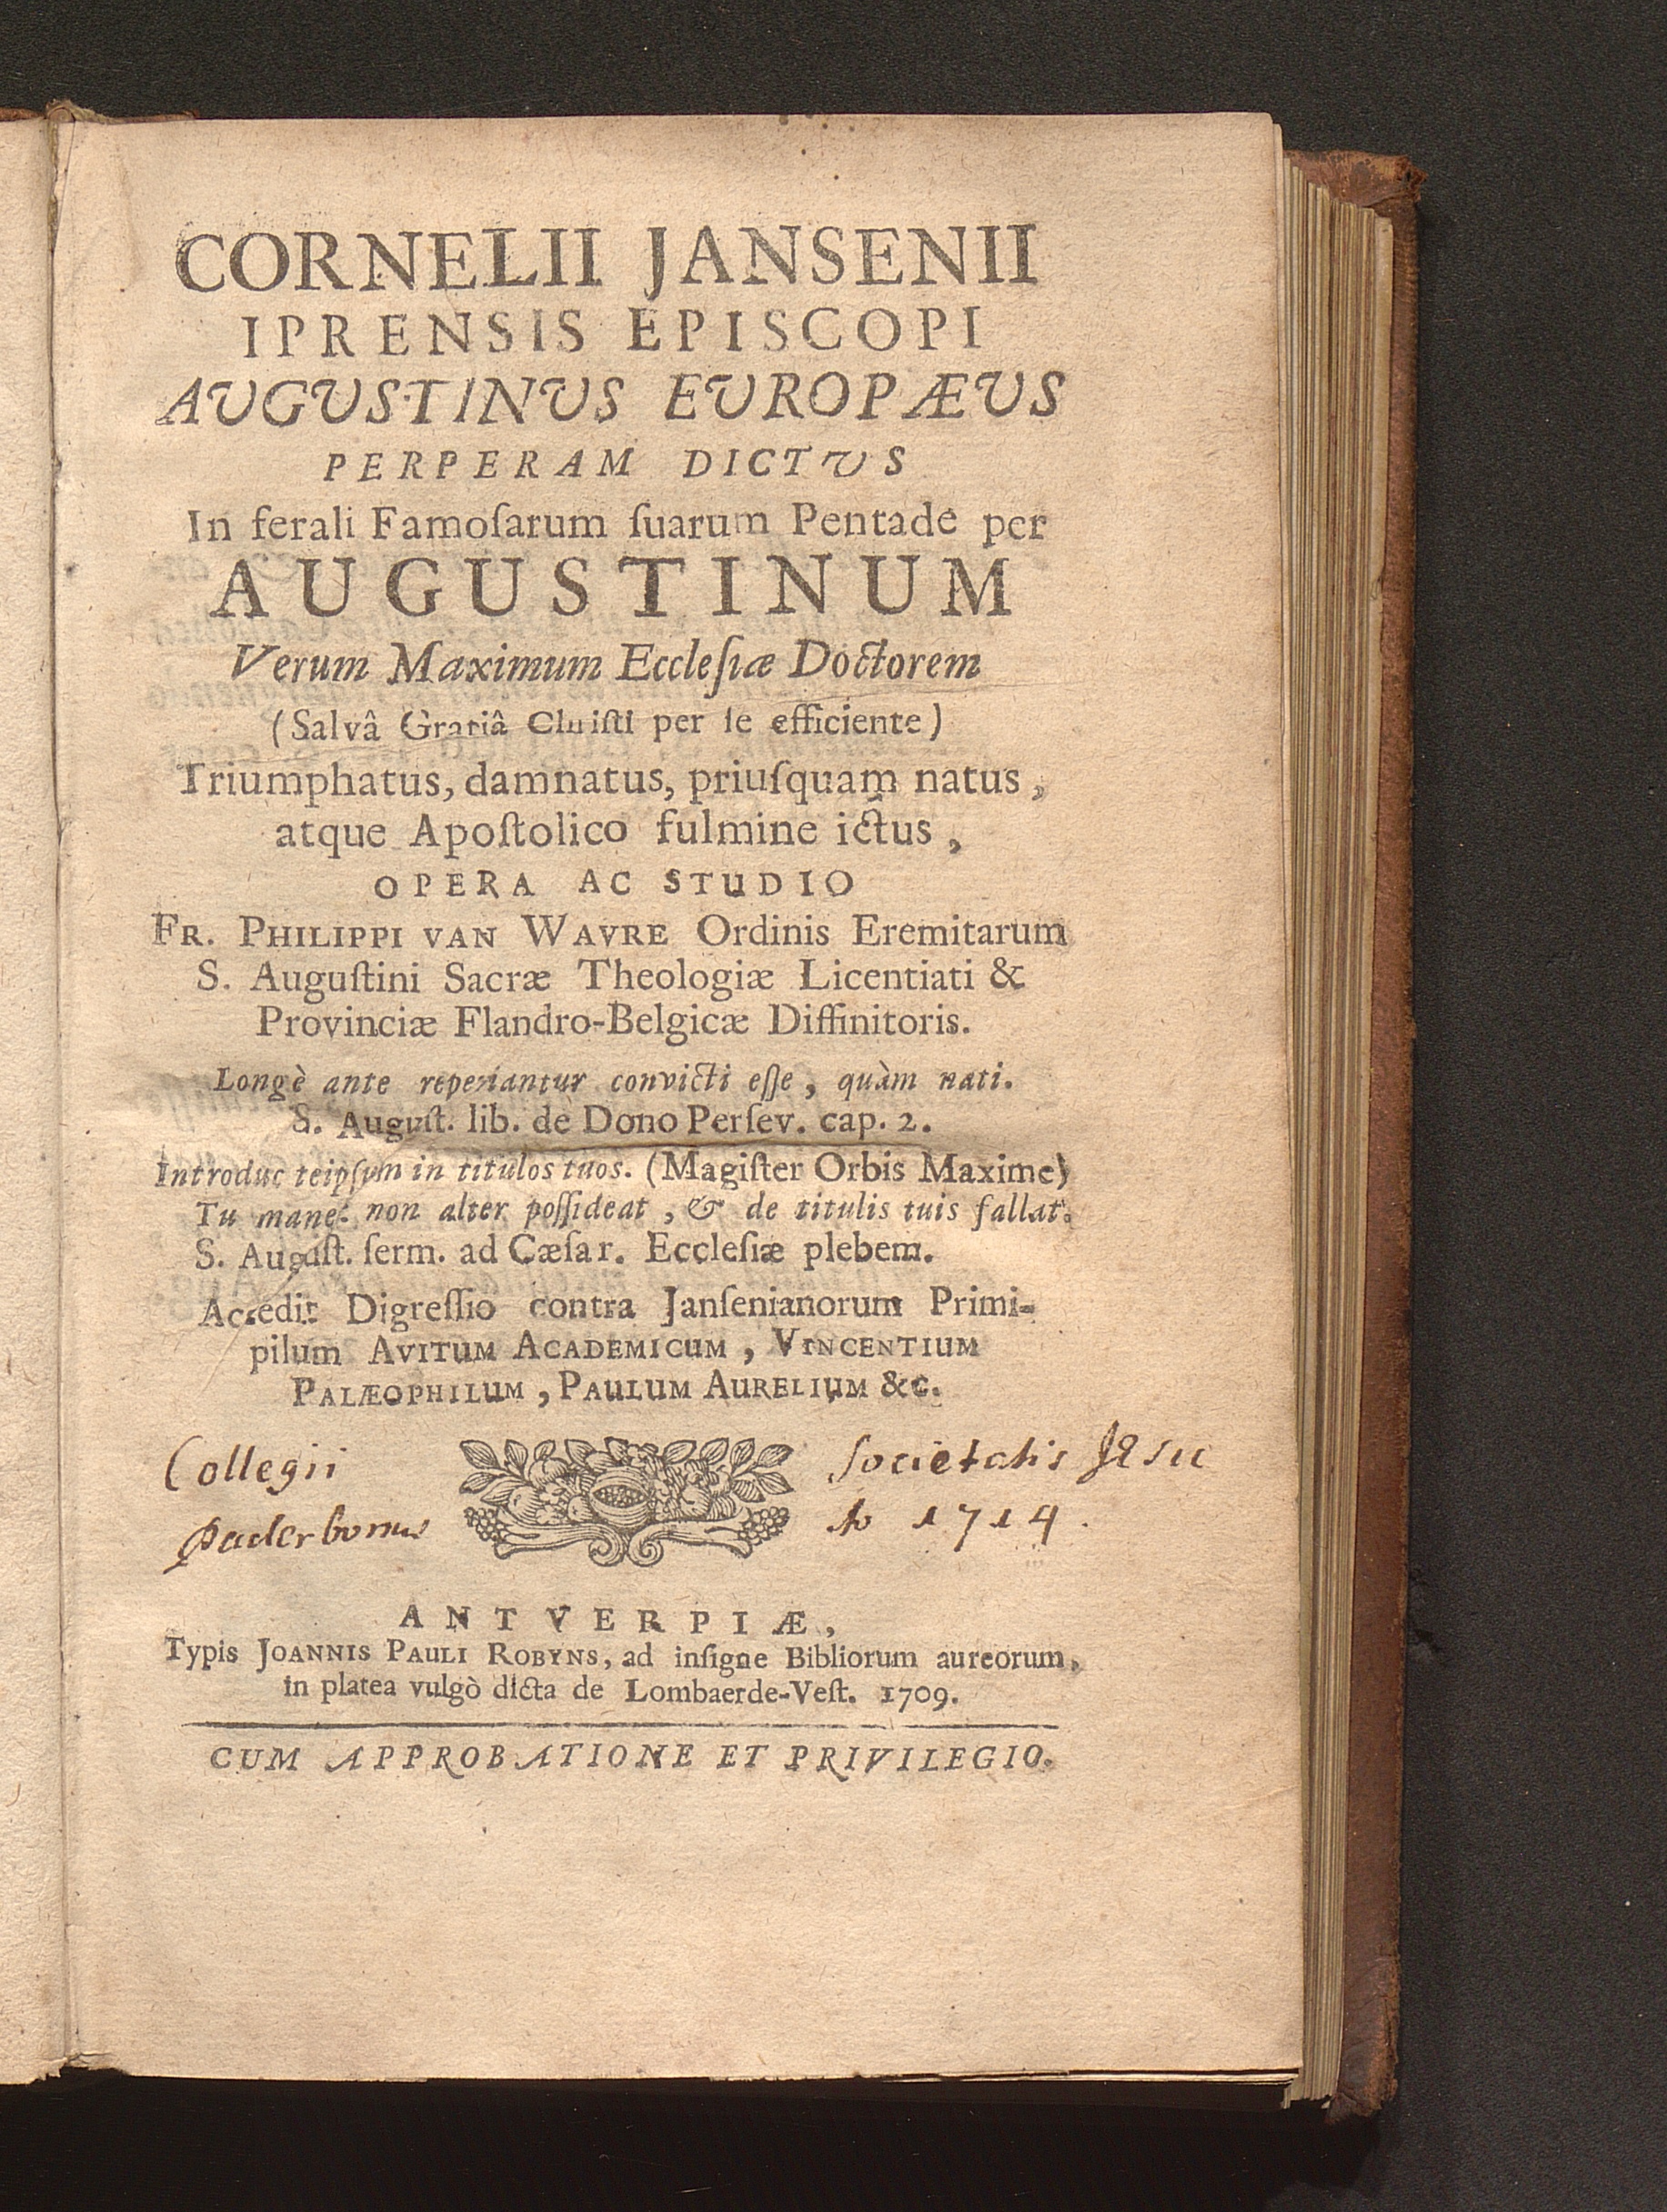 CORNELII JANSENII
IPRENSIS EPISCOPI
AUGUSTINUS EUROPÆUS
PERPERAM DICTUS
In ferali Famoſarum ſuarum Pentade per
AUGUSTINUM
Verum Maximum Eccleſiæ Doctorem
(Salvâ Gratiâ Chriſti per ſe efficiente)
Triumphatus, damnatus, priuſquam natus,
atque Apoſtolico fulmine ictus,
OPERA AC STUDIO
FR. PHILIPPI VAN WAVRE Ordinis Eremitarum
S. Auguſtini Sacræ Theologiæ Licentiati &
Provinciæ Flandro-Belgicæ Diffinitoris.
Longè ante reperiantur convicti eſſe, quàm nati.
S. Auguſt. lib. de Dono Perſev. cap. 2.
Introduc teipſum in titulos tuos. (Magiſter Orbis Maxime)
Tu mane: non alter poſſideat, & de titulis tuis fallat.
S. Auguſt. ſerm. ad Cæſar. Eccleſiæ plebem.
Accedit Digreſſio contra Janſenianorum Primi-
pilum AVITUM ACADEMICUM, VINCENTIUM
PALÆOPHILUM, PAULUM AURELIUM &c.
Collegii Societatis Jesu
Paderbornæ 1714.
ANTVERPIÆ,
Typis JOANNIS PAULI ROBYNS, ad inſigne Bibliorum aureorum,
in platea vulgò dicta de Lombaerde-Veſt. 1709.
CUM APPROBATIONE ET PRIVILEGIO.